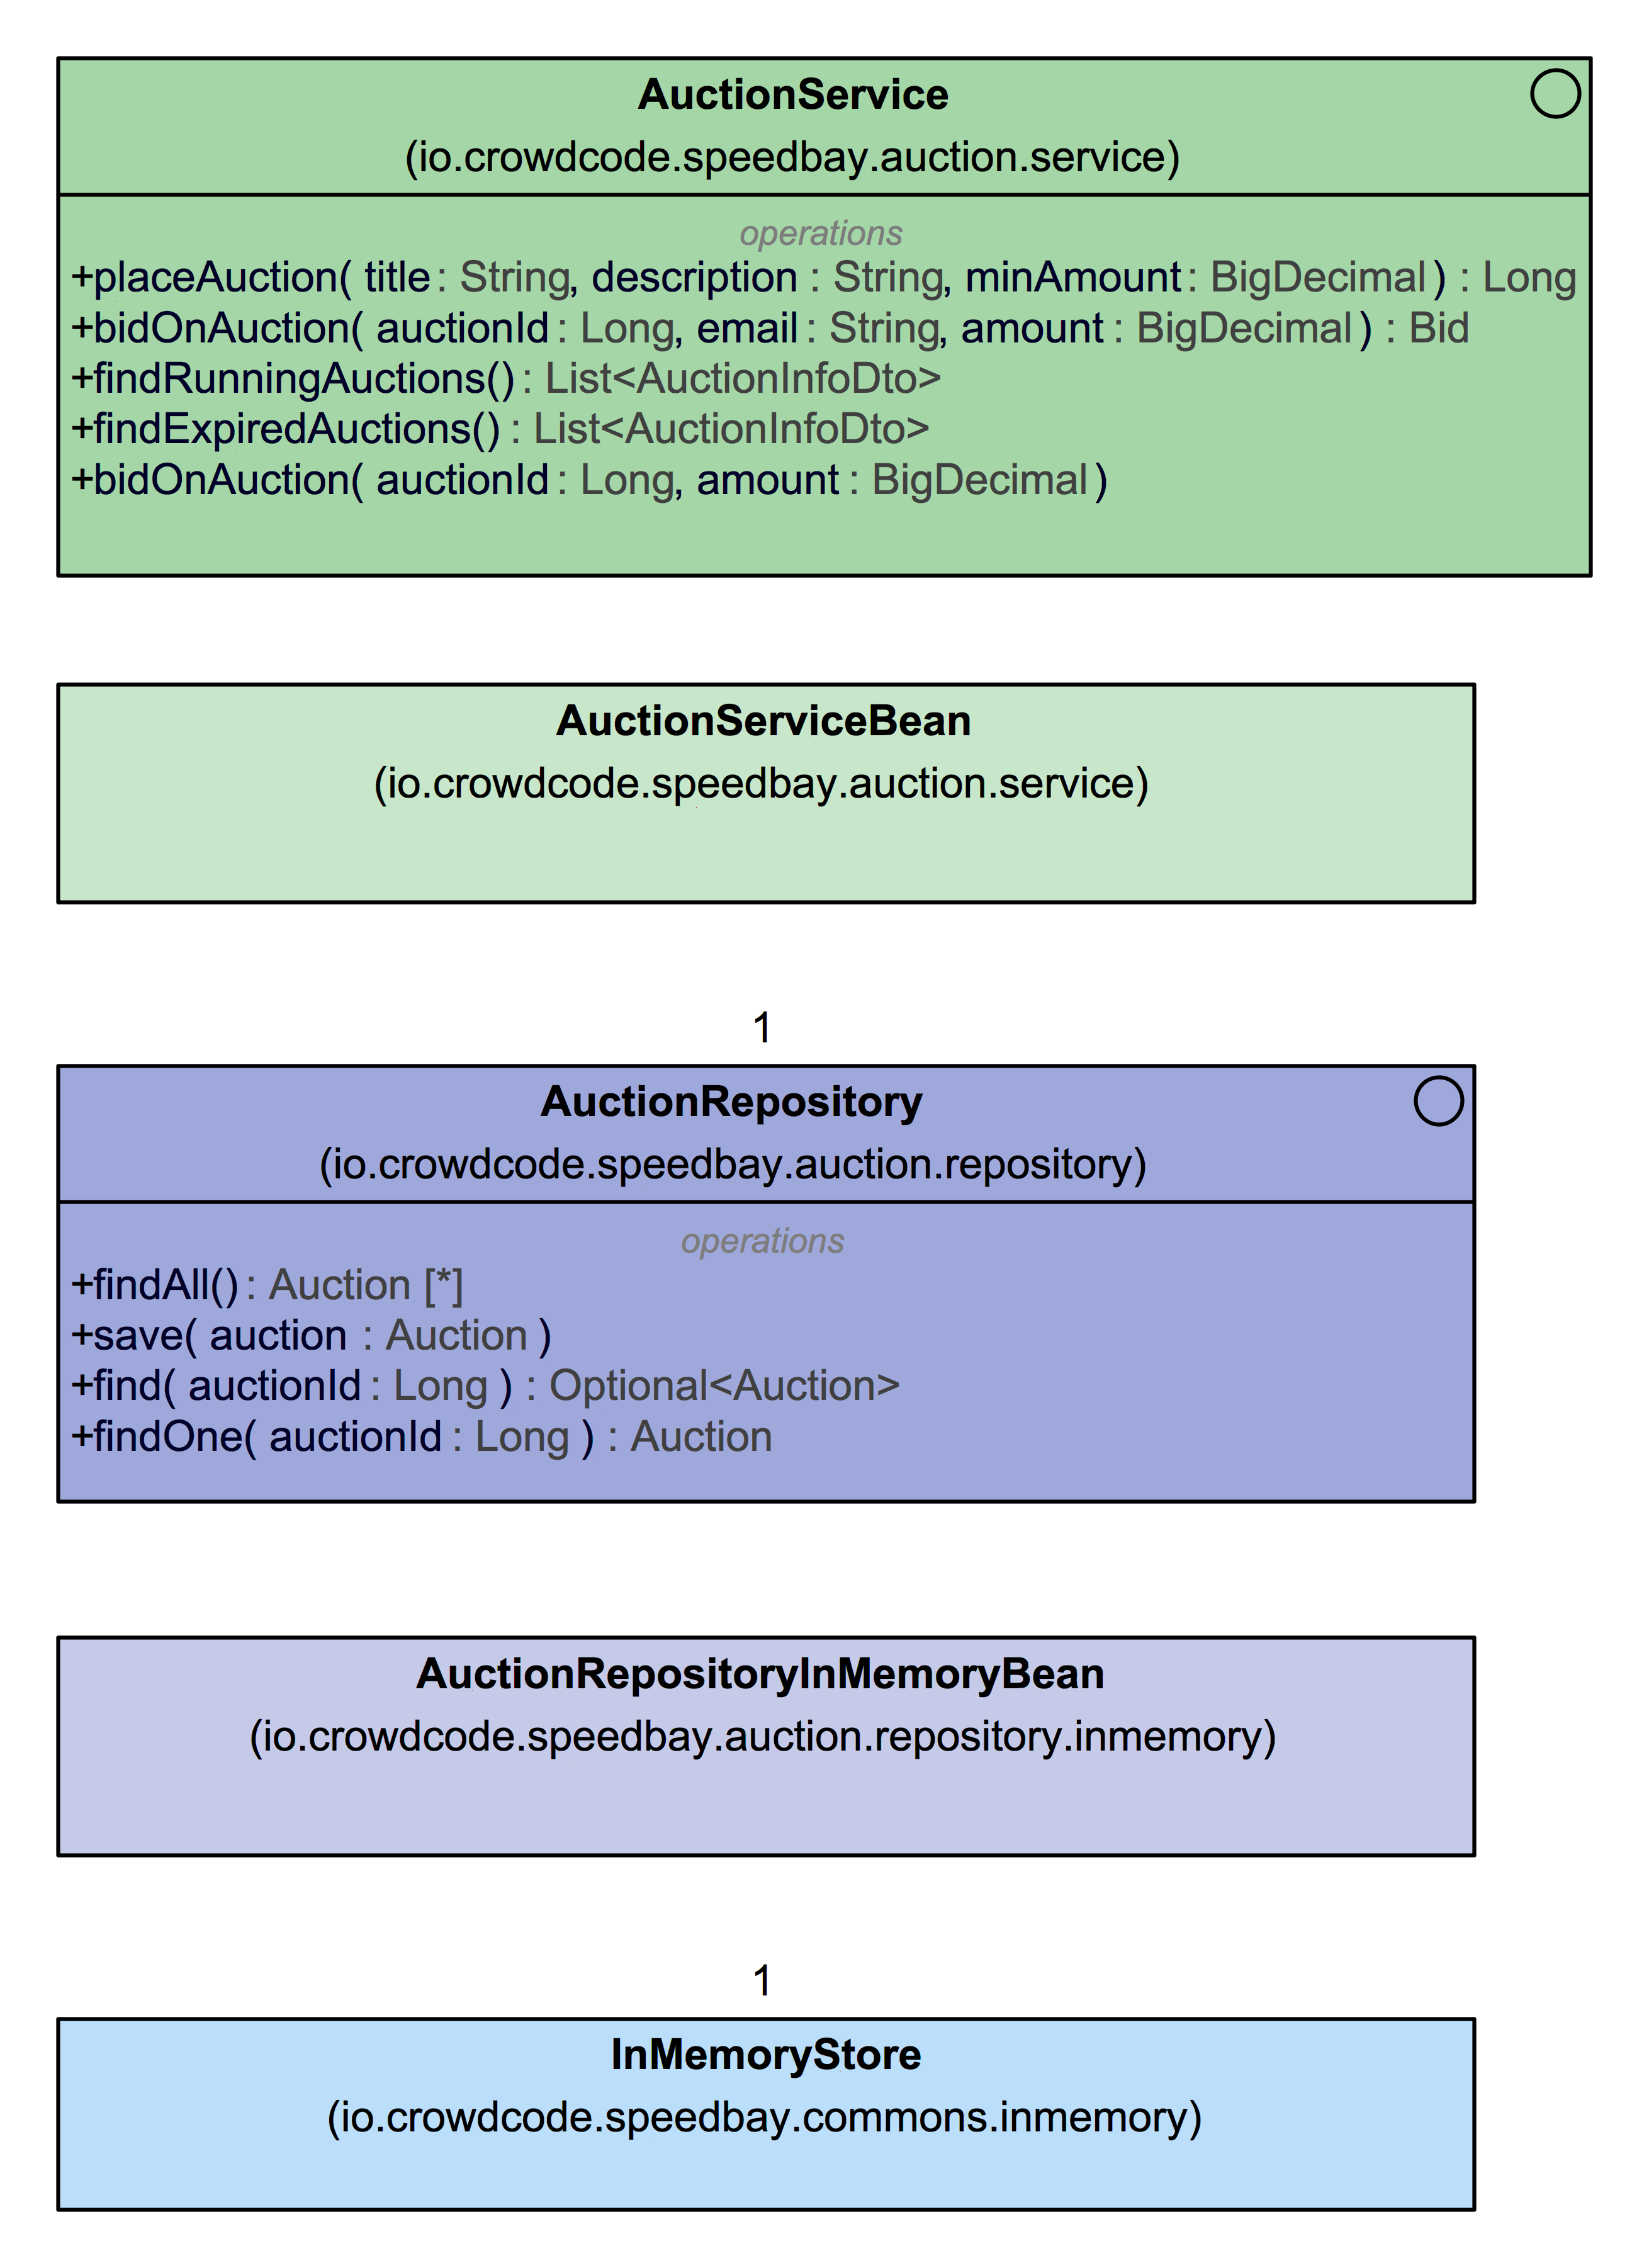 AuctionService
(io.crowdcode.speedbay.auction.service)
operations
+placeAuction( title : String, description : String, minAmount : BigDecimal ) : Long
+bidOnAuction( auctionId : Long, email : String, amount : BigDecimal ) : Bid
+findRunningAuctions() : List<AuctionInfoDto>
+findExpiredAuctions() : List<AuctionInfoDto>
+bidOnAuction( auctionId : Long, amount : BigDecimal )
AuctionServiceBean
(io.crowdcode.speedbay.auction.service)
1
AuctionRepository
(io.crowdcode.speedbay.auction.repository)
operations
+findAll() : Auction [*]
+save( auction : Auction )
+find( auctionId : Long ) : Optional<Auction>
+findOne( auctionId : Long ) : Auction
AuctionRepositoryInMemoryBean
(io.crowdcode.speedbay.auction.repository.inmemory)
1
InMemoryStore
(io.crowdcode.speedbay.commons.inmemory)